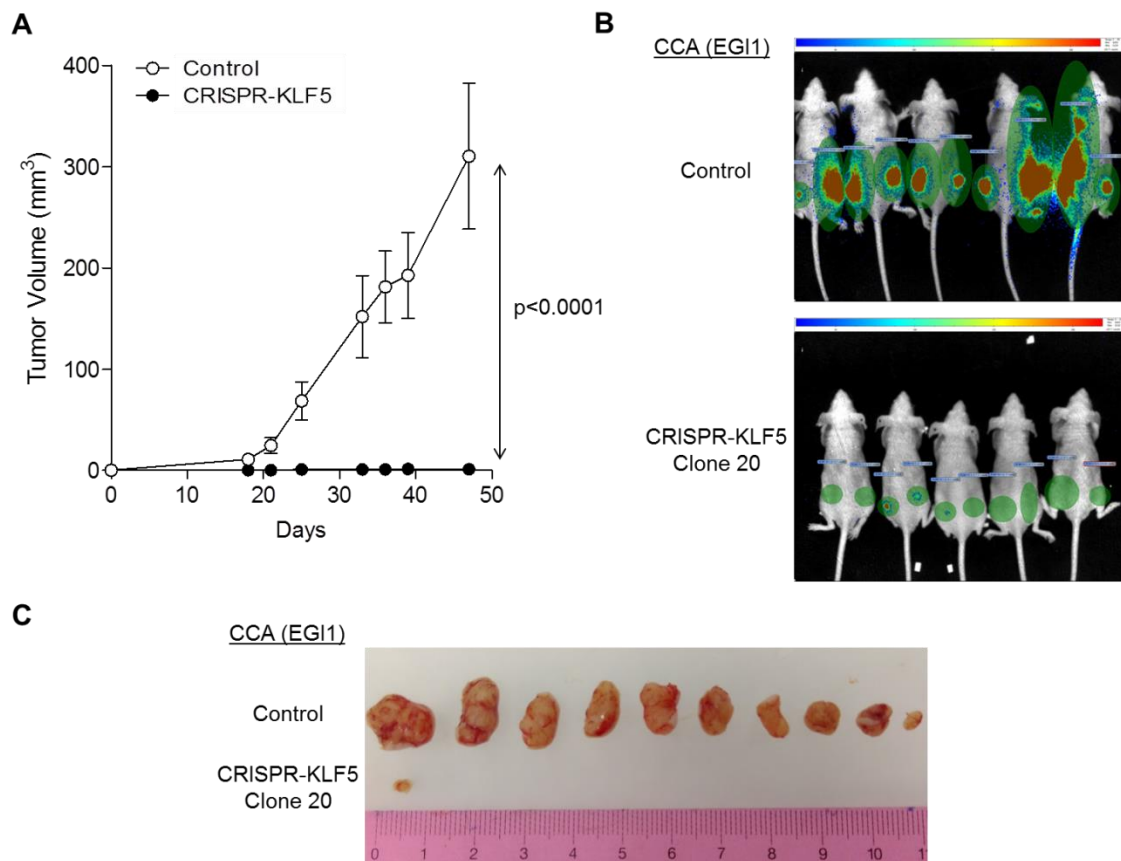 A
Control
CRISPR-KLF5
400
300
200
100
0
Tumor Volume (mm³)
0
10
20
30
40
50
Days
p<0.0001
B
CCA (EGI1)
Control
CRISPR-KLF5
Clone 20
C
CCA (EGI1)
Control
CRISPR-KLF5
Clone 20
0 1 2 3 4 5 6 7 8 9 10 11